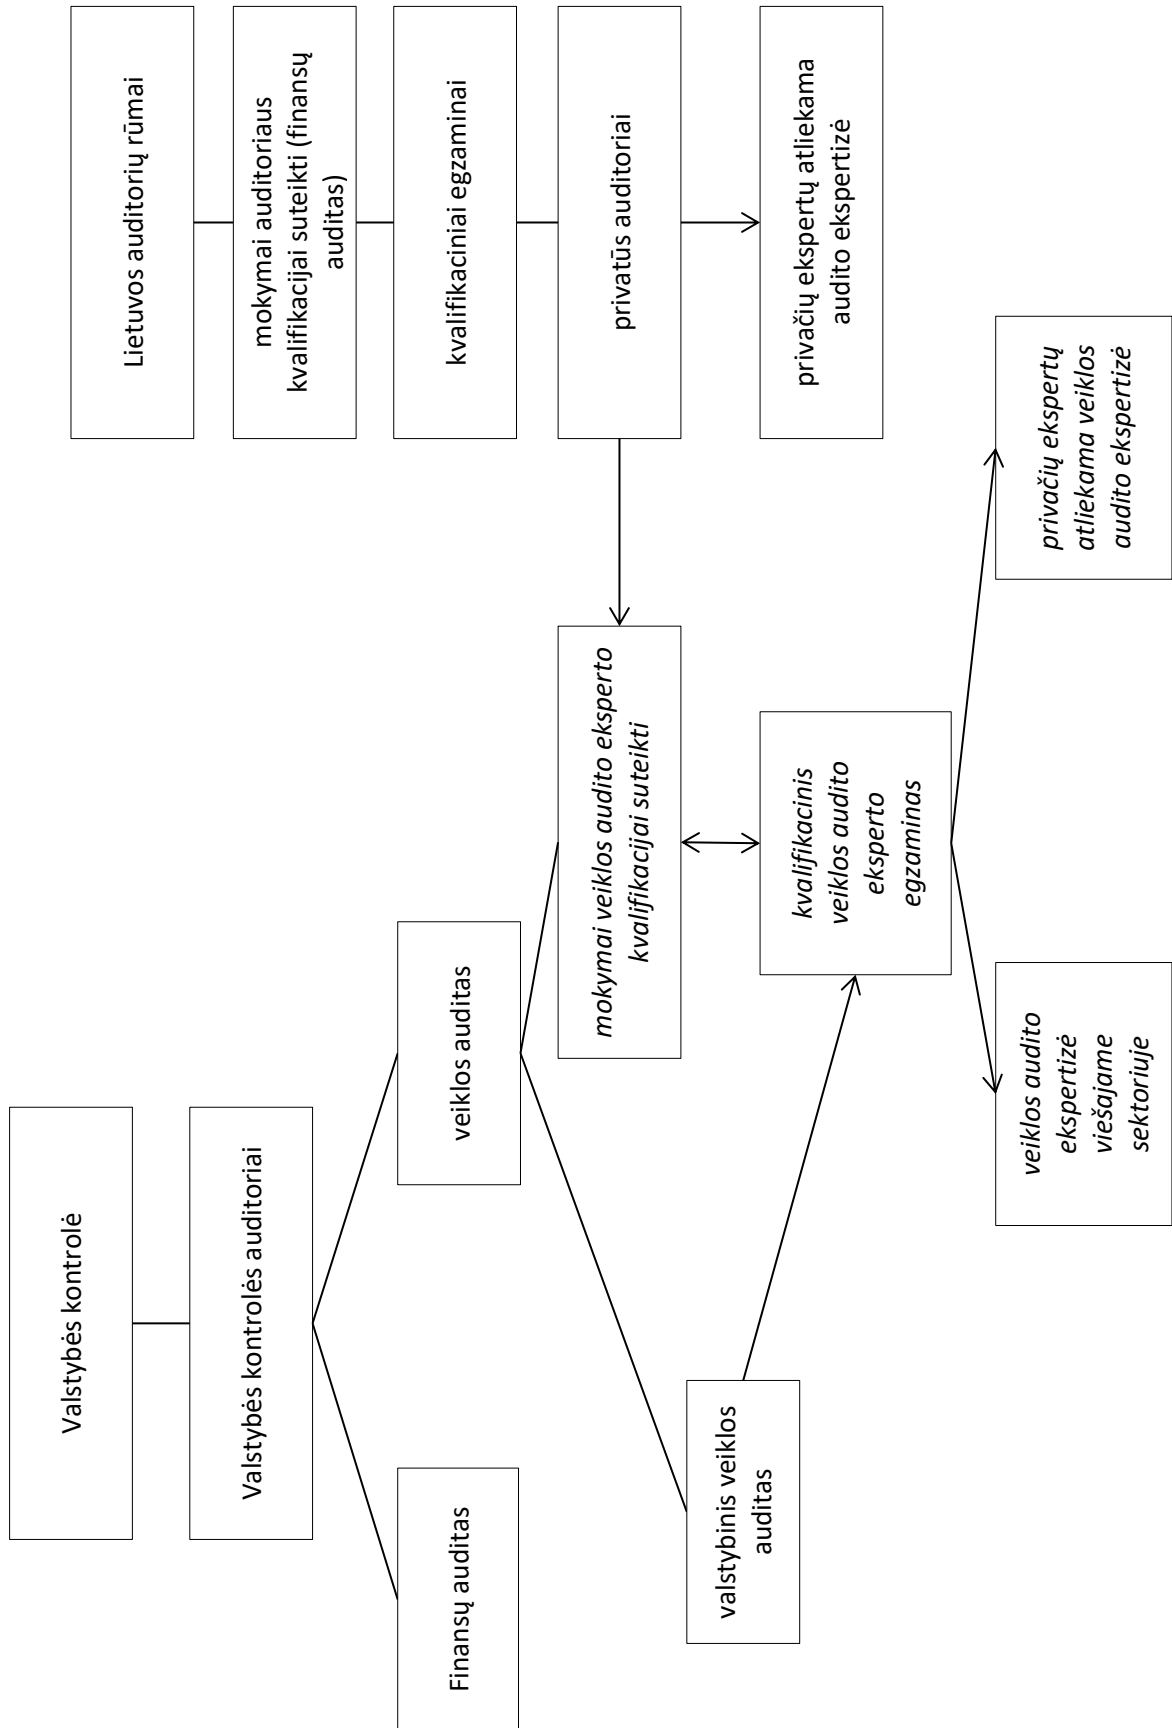 Valstybės kontrolė
Valstybės kontrolės auditoriai
Finansų auditas
veiklos auditas
valstybinis veiklos
auditas
mokymai veiklos audito eksperto
kvalifikacijai suteikti
kvalifikacinis
veiklos audito
eksperto
egzaminas
veiklos audito
ekspertizė
viešajame
sektoriuje
privačių ekspertų
atliekama veiklos
audito ekspertizė
Lietuvos auditorių rūmai
mokymai auditoriaus
kvalifikacijai suteikti (finansų
auditas)
kvalifikaciniai egzaminai
privatūs auditoriai
privačių ekspertų atliekama
audito ekspertizė